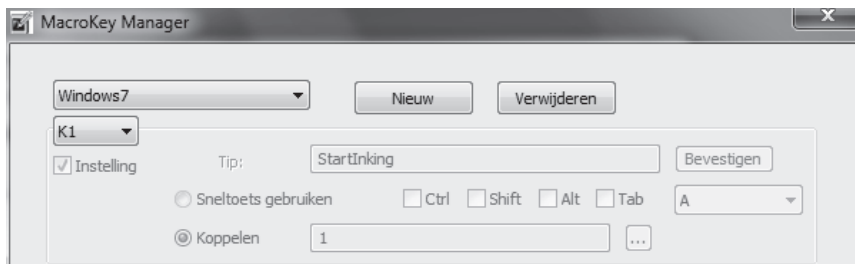 MacroKey Manager
Windows7 Nieuw Verwijderen
K1
Instelling Tip: StartInking Bevestigen
Sneltoets gebruiken Ctrl Shift Alt Tab A
Koppelen 1 ...